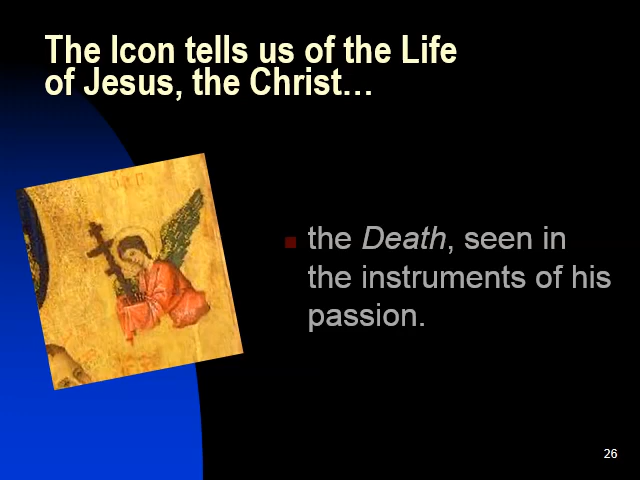 The Icon tells us of the Life
of Jesus, the Christ…
the Death, seen in
the instruments of his
passion.
26